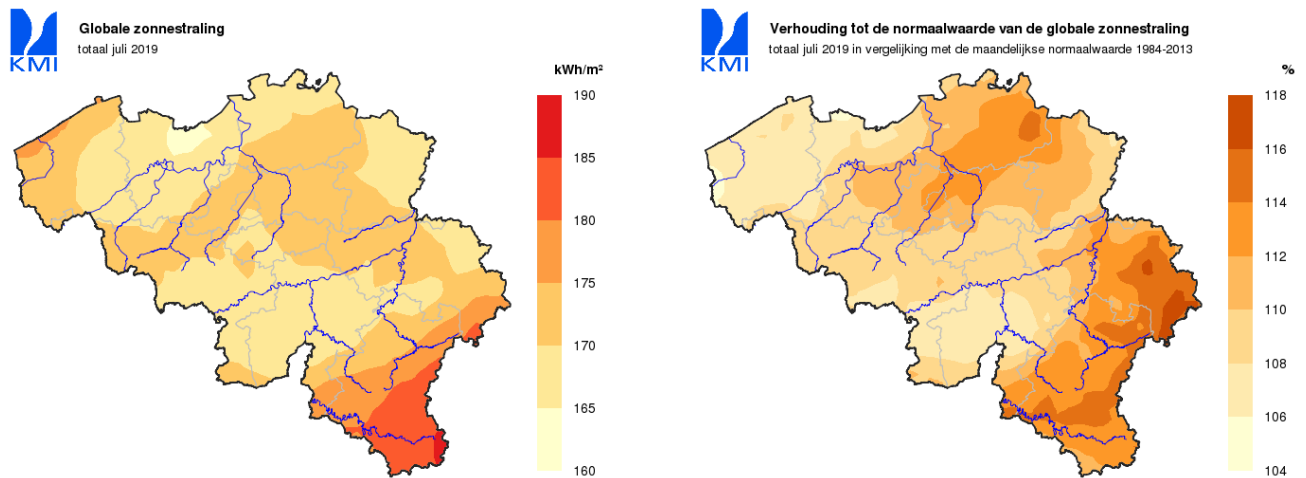 KMI
Globale zonnestraling
totaal juli 2019
kWh/m²
190
185
180
175
170
165
160
KMI
Verhouding tot de normaalwaarde van de globale zonnestraling
totaal juli 2019 in vergelijking met de maandelijkse normaalwaarde 1984-2013
%
118
116
114
112
110
108
106
104